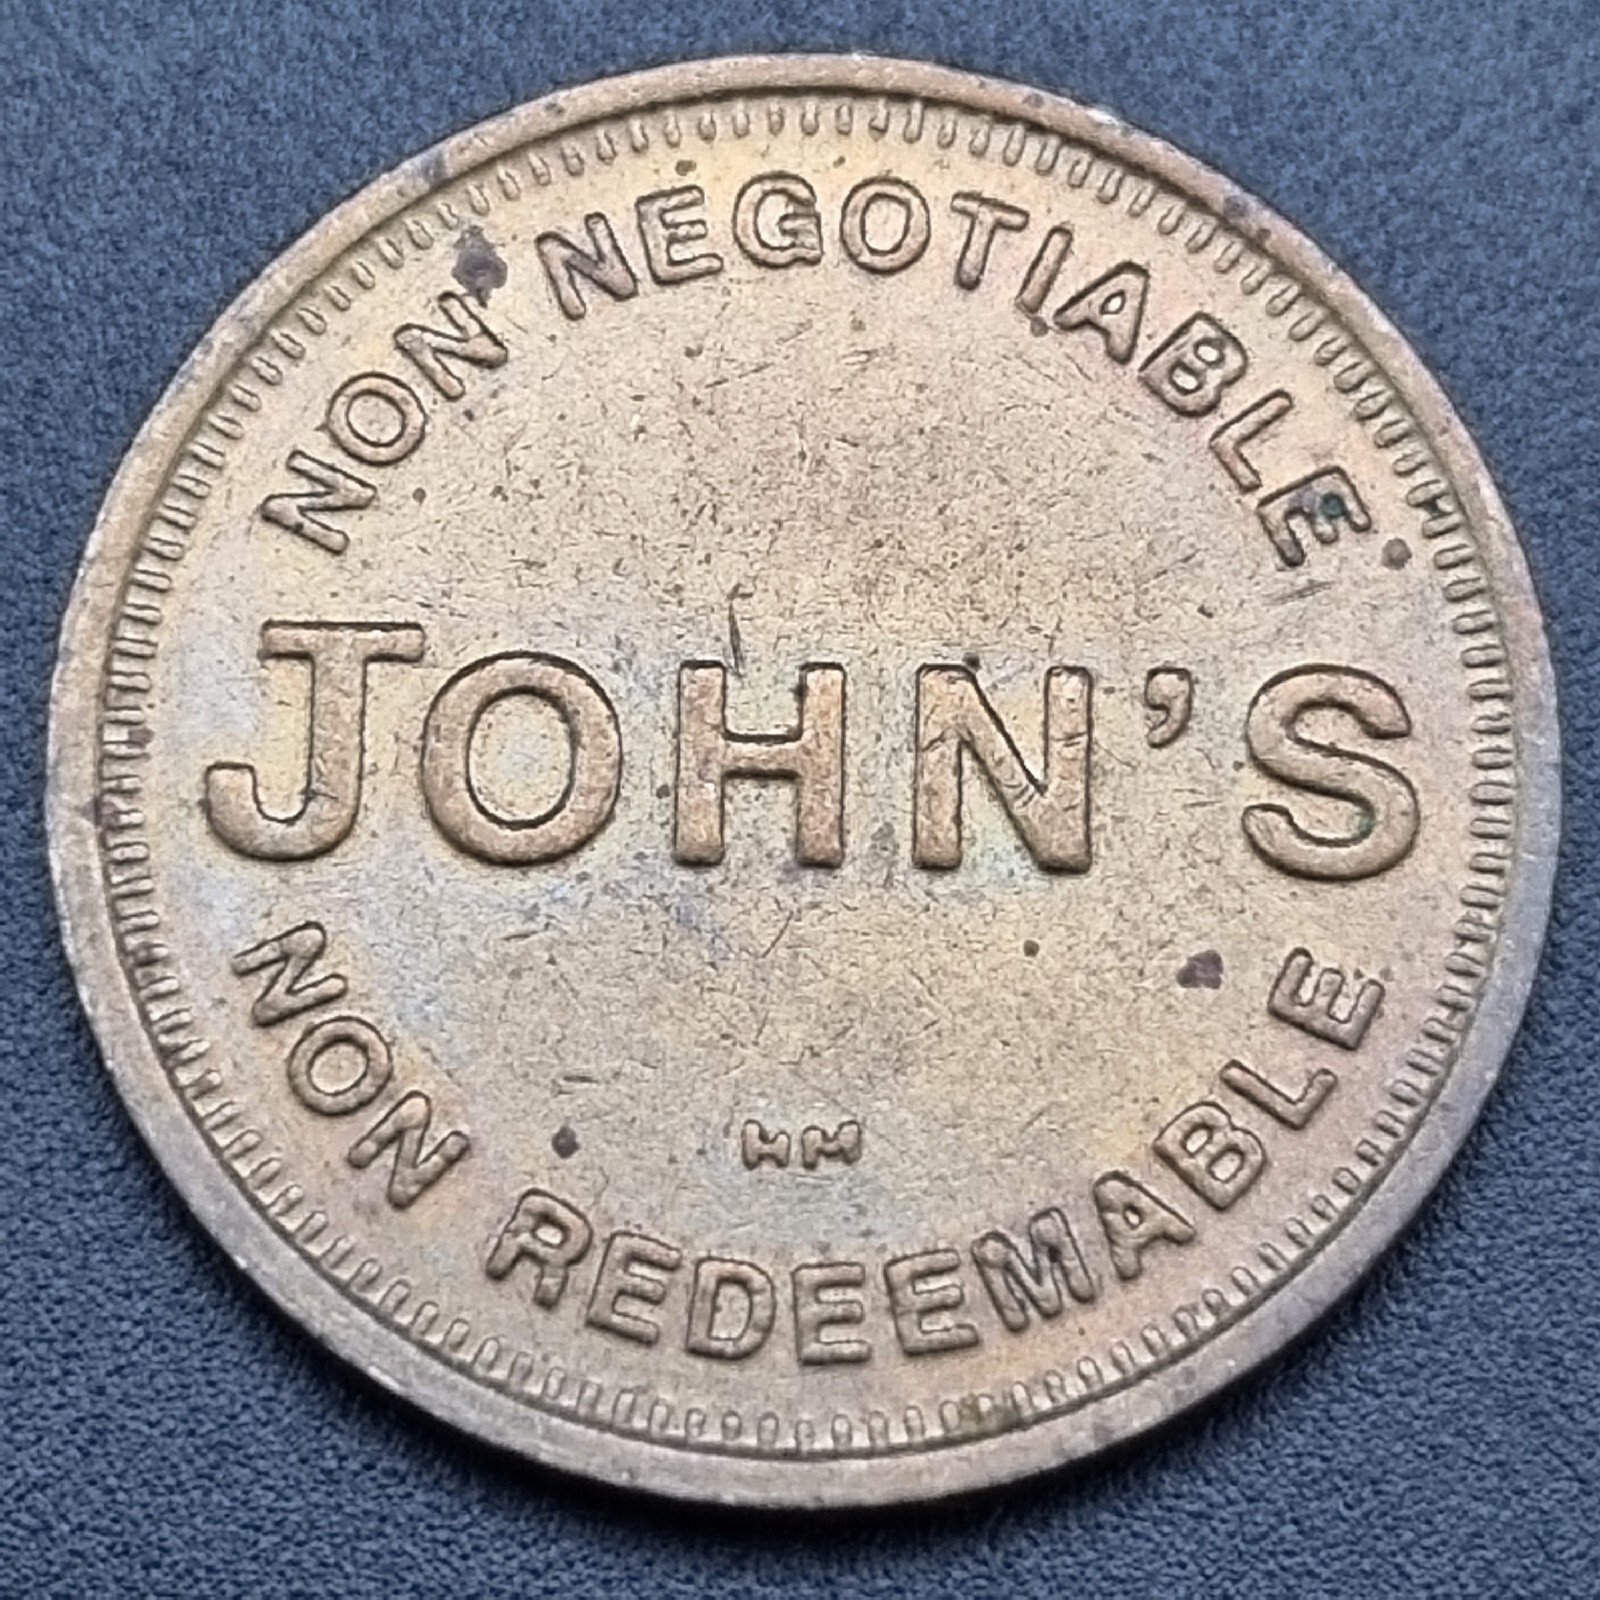 NON NEGOTIABLE
JOHN'S
HM
NON REDEEMABLE